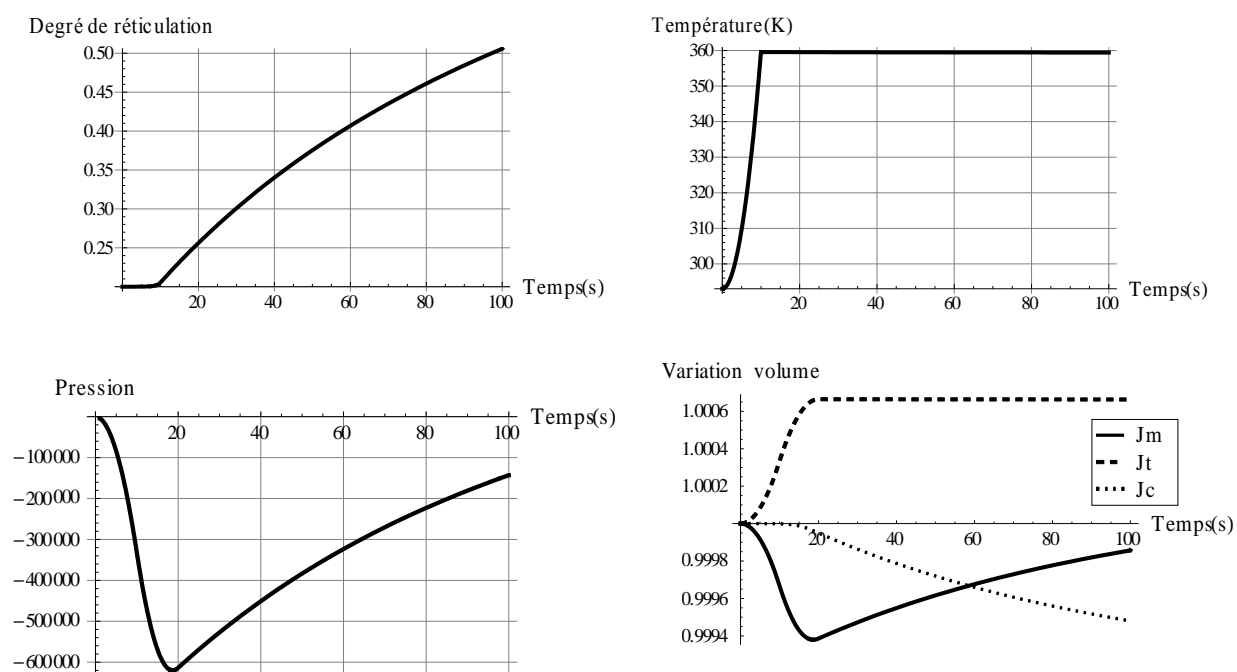 Degré de réticulation
0.50
0.45
0.40
0.35
0.30
0.25
20 40 60 80 100 Temps(s)
Température(K)
360
350
340
330
320
310
300
20 40 60 80 100 Temps(s)
Pression
Temps(s)
20 40 60 80 100
−100000
−200000
−300000
−400000
−500000
−600000
Variation volume
1.0006
1.0004
1.0002
0.9998
0.9996
0.9994
20 40 60 80 100 Temps(s)
Jm
Jt
Jc